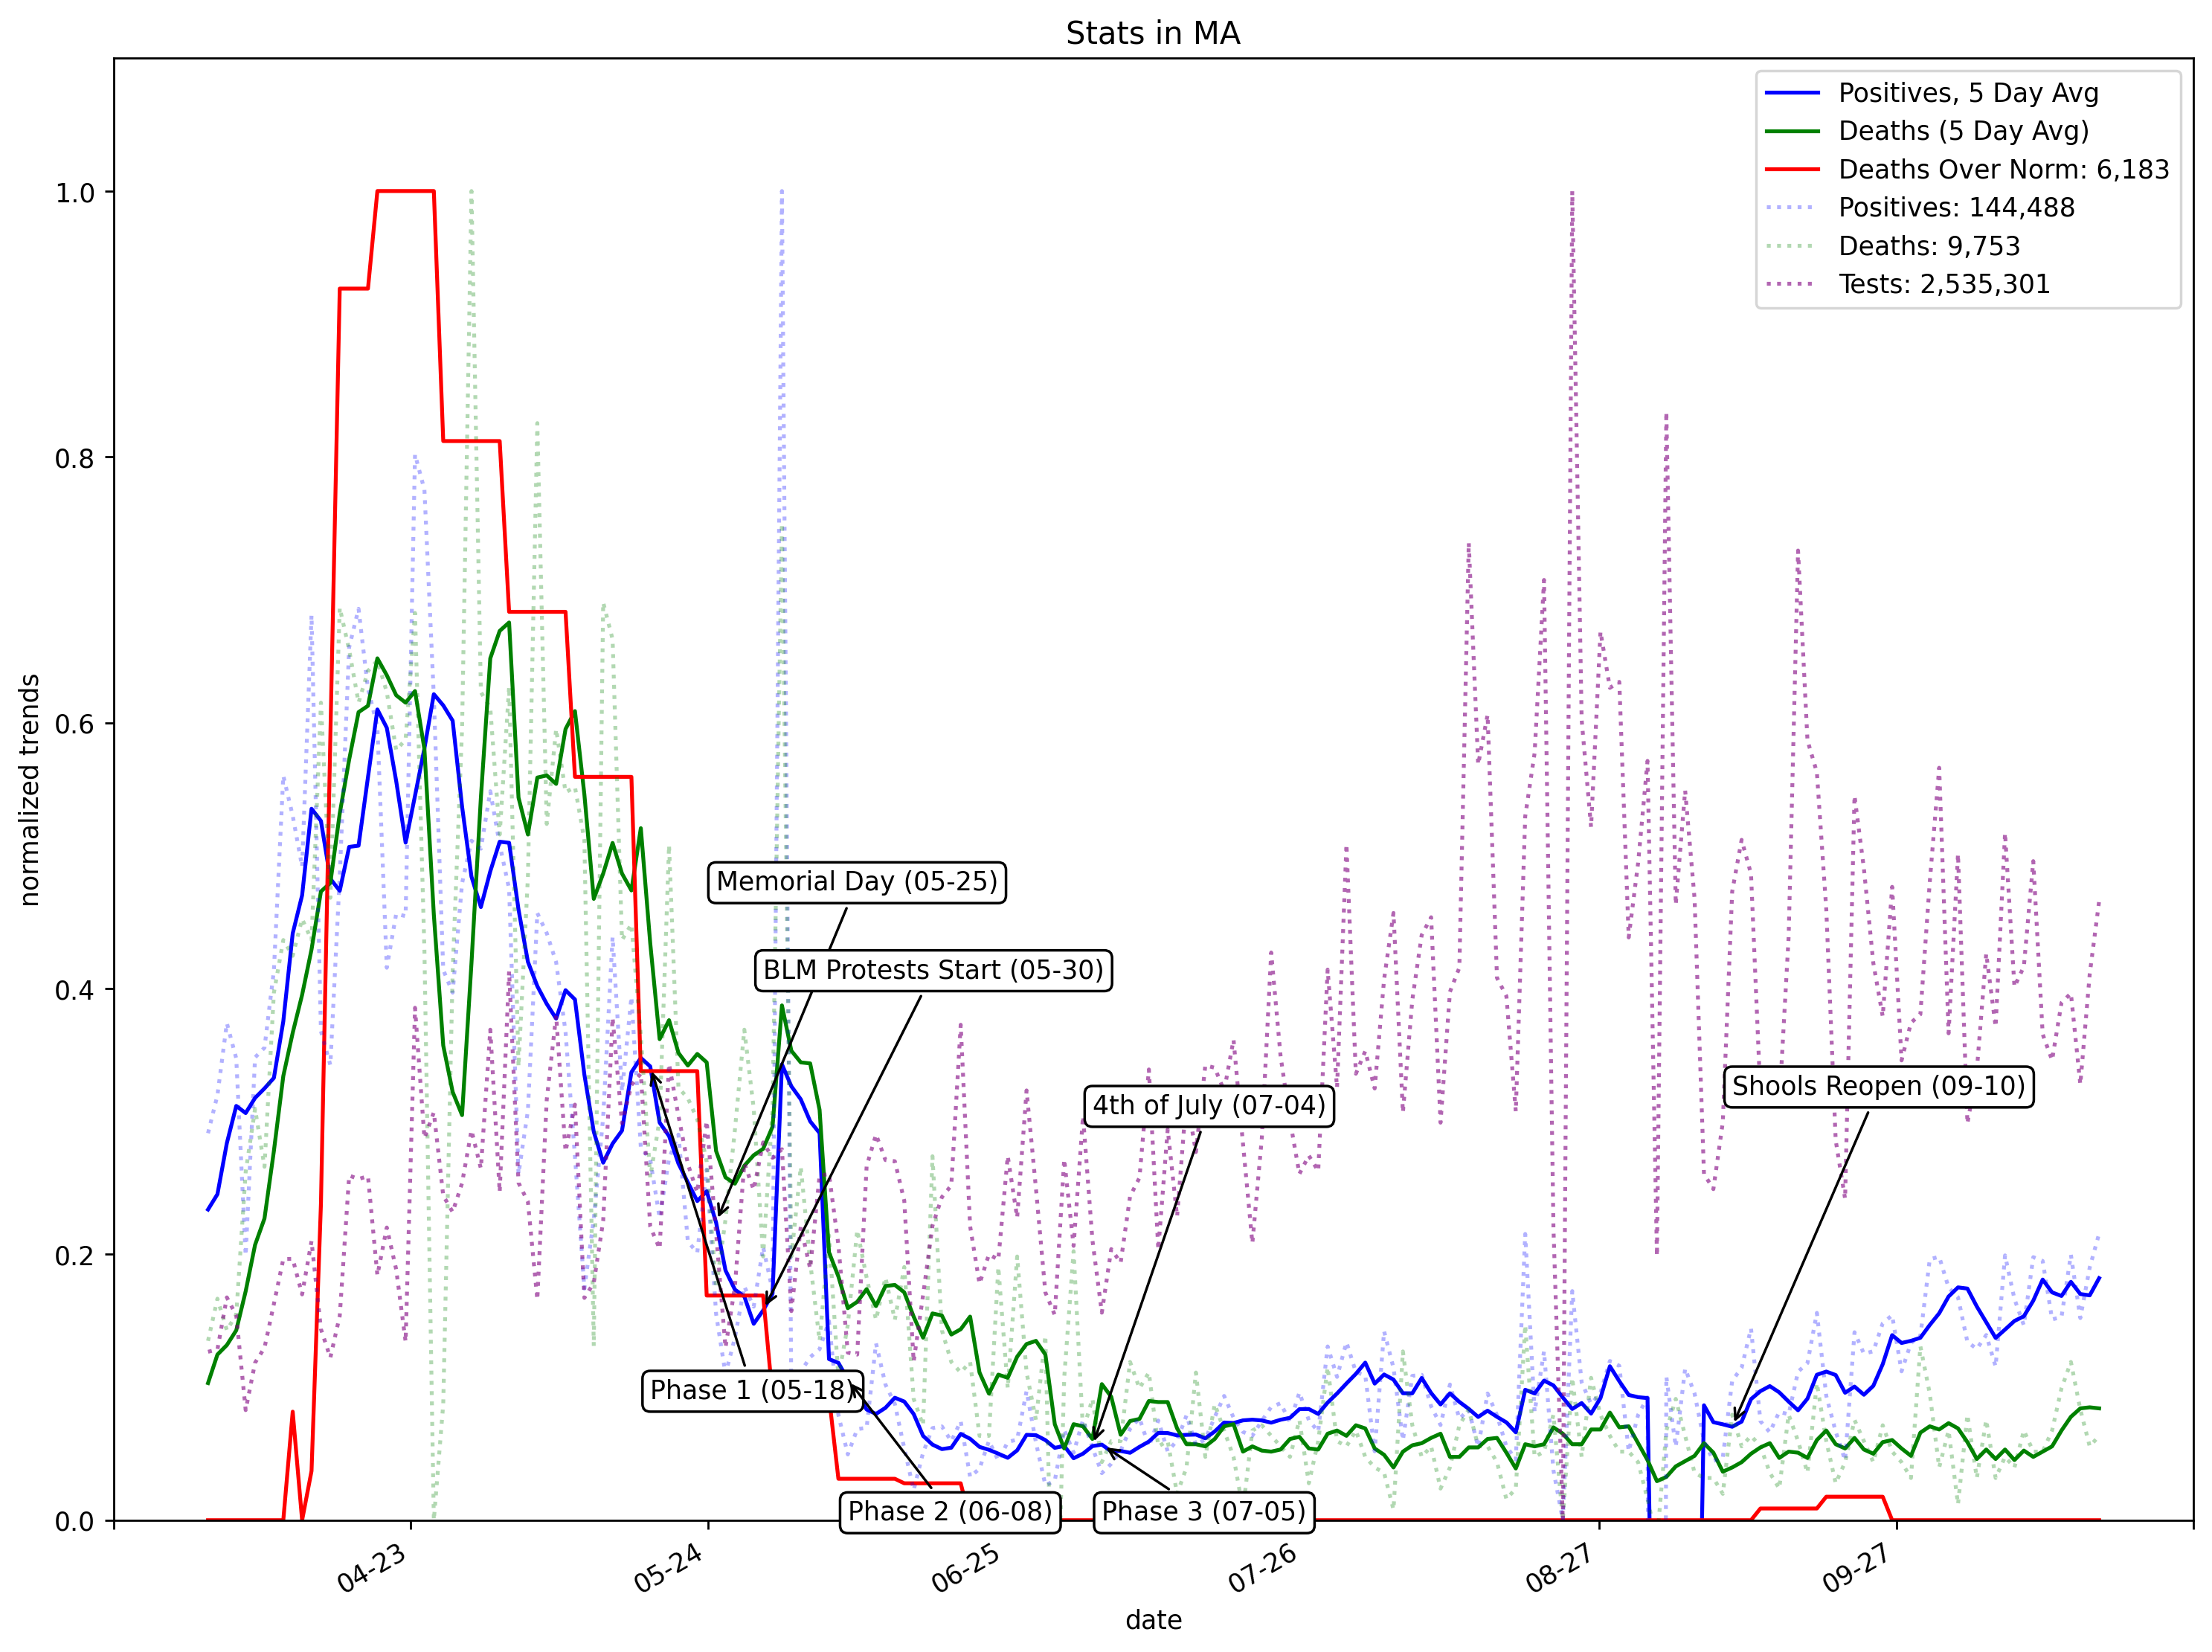 Stats in MA
Positives, 5 Day Avg
Deaths (5 Day Avg)
Deaths Over Norm: 6,183
Positives: 144,488
Deaths: 9,753
Tests: 2,535,301
normalized trends
1.0
0.8
0.6
0.4
0.2
0.0
Memorial Day (05-25)
BLM Protests Start (05-30)
4th of July (07-04)
Shools Reopen (09-10)
Phase 1 (05-18)
Phase 2 (06-08)
Phase 3 (07-05)
04-23
05-24
06-25
07-26
08-27
09-27
date